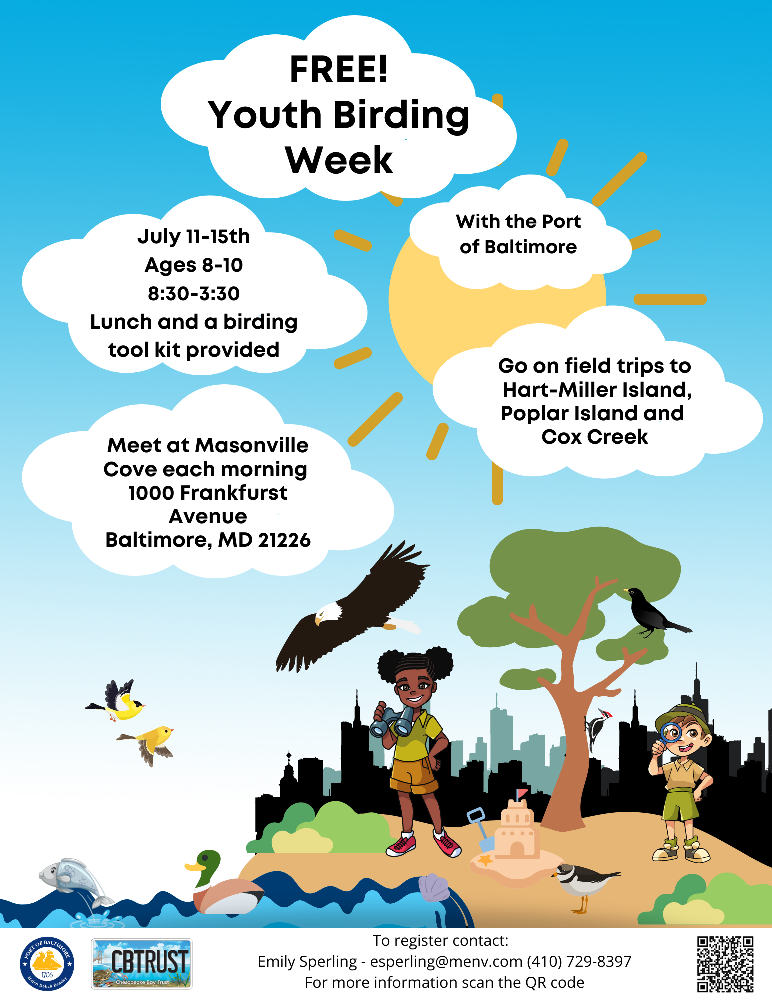 FREE!
Youth Birding
Week
With the Port
of Baltimore
July 11-15th
Ages 8-10
8:30-3:30
Lunch and a birding
tool kit provided
Go on field trips to
Hart-Miller Island,
Poplar Island and
Cox Creek
Meet at Masonville
Cove each morning
1000 Frankfurst
Avenue
Baltimore, MD 21226
PORT OF BALTIMORE
1706
Helen Delich Bentley
CBTRUST
Chesapeake Bay Trust
To register contact:
Emily Sperling - esperling@menv.com (410) 729-8397
For more information scan the QR code